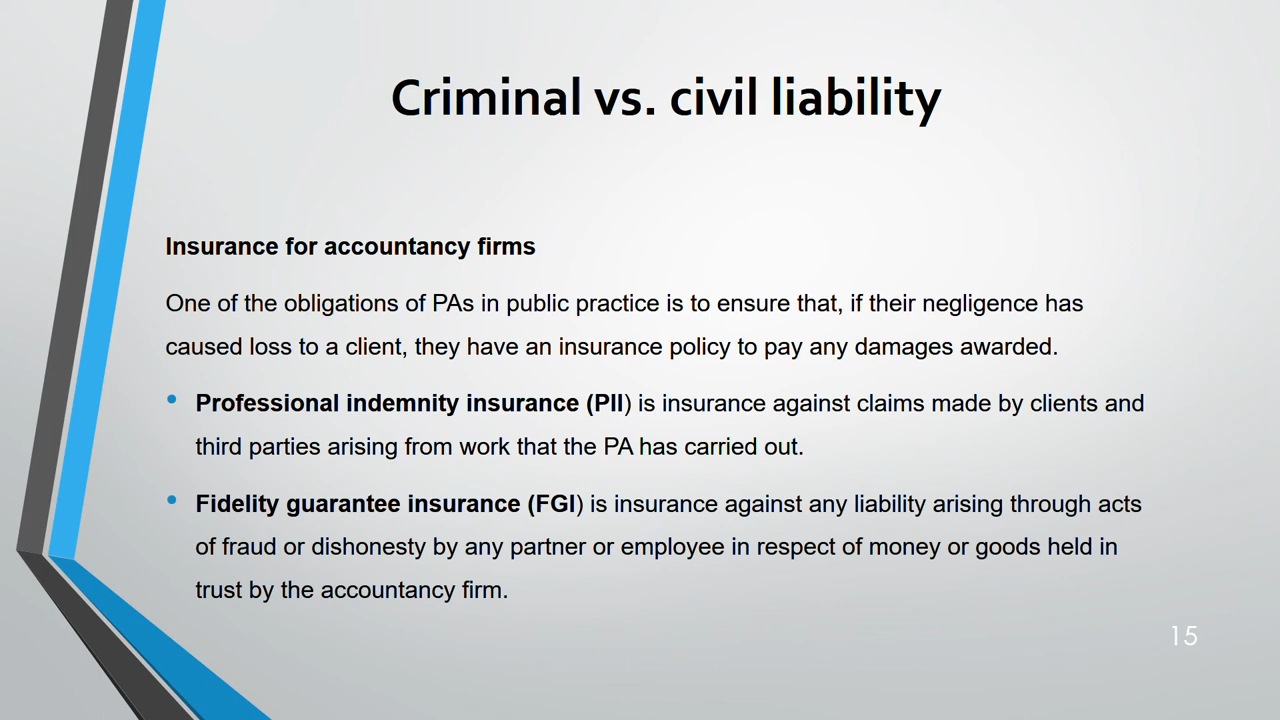 Criminal vs. civil liability
Insurance for accountancy firms
One of the obligations of PAs in public practice is to ensure that, if their negligence has
caused loss to a client, they have an insurance policy to pay any damages awarded.
• Professional indemnity insurance (PII) is insurance against claims made by clients and
third parties arising from work that the PA has carried out.
• Fidelity guarantee insurance (FGI) is insurance against any liability arising through acts
of fraud or dishonesty by any partner or employee in respect of money or goods held in
trust by the accountancy firm.
15